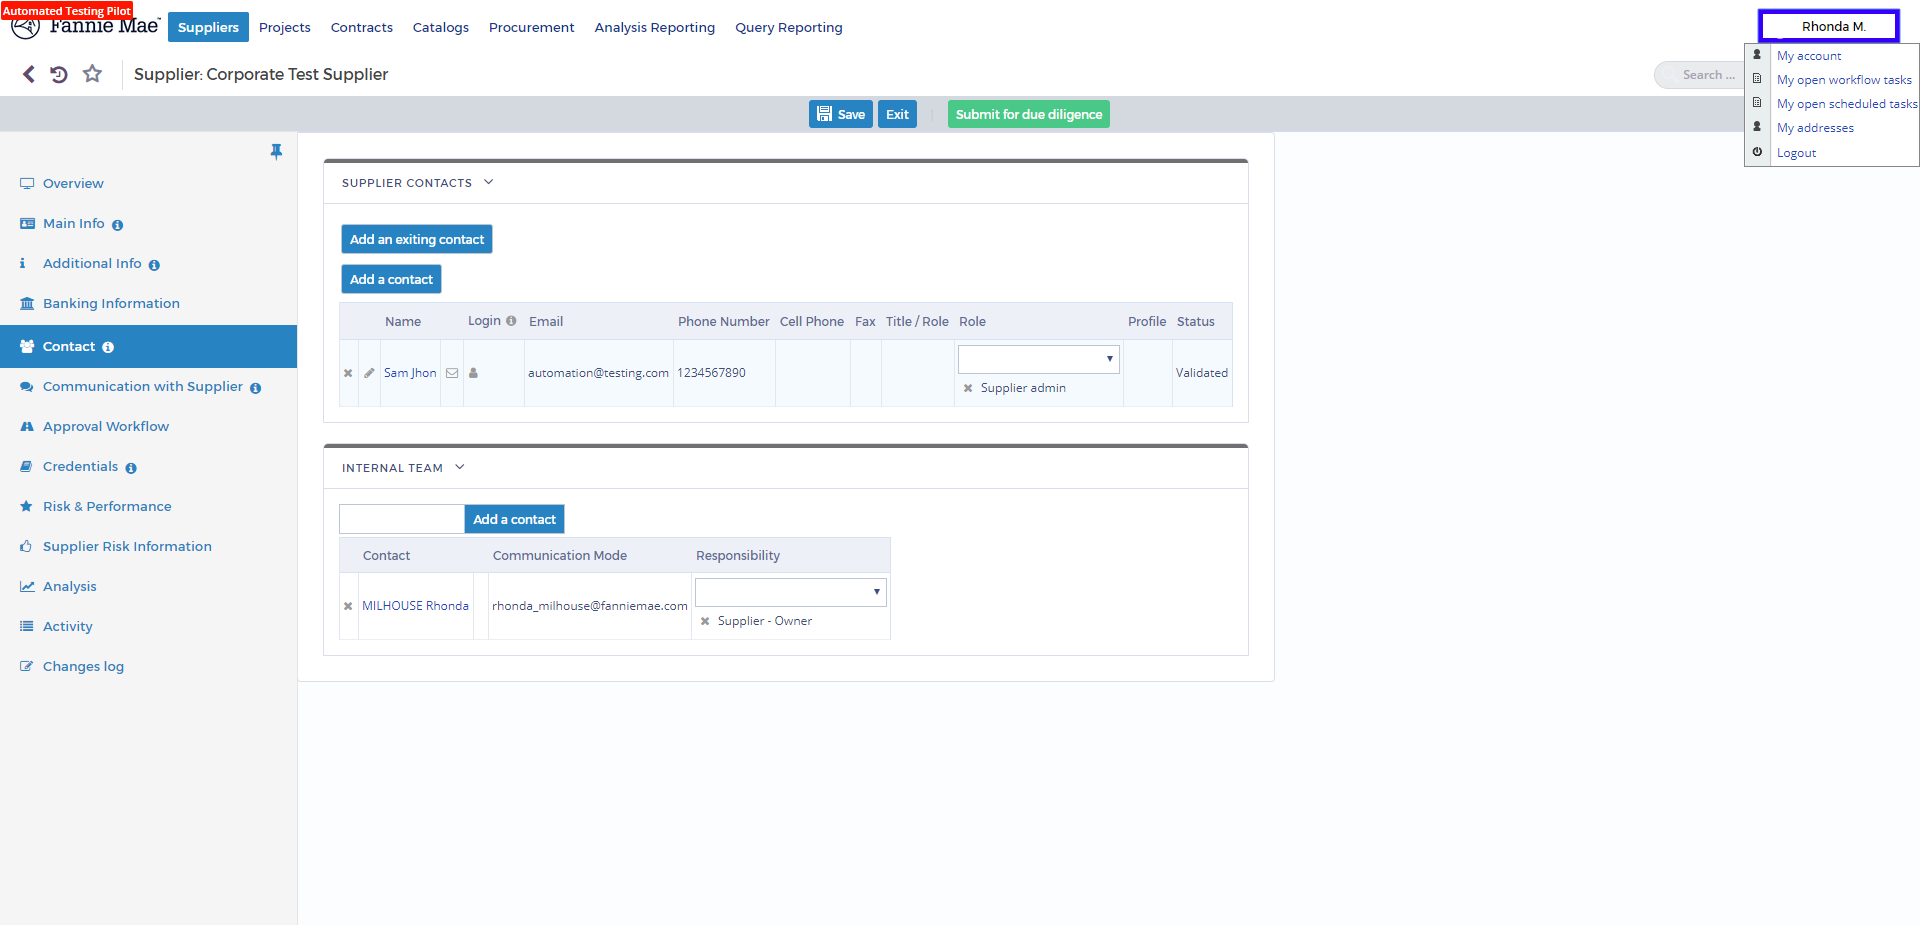 Automated Testing Pilot
Fannie Mae
Suppliers Projects Contracts Catalogs Procurement Analysis Reporting Query Reporting
Rhonda M.
My account
My open workflow tasks
My open scheduled tasks
My addresses
Logout
Supplier: Corporate Test Supplier
Search ...
Save Exit Submit for due diligence
Overview
Main Info
Additional Info
Banking Information
Contact
Communication with Supplier
Approval Workflow
Credentials
Risk & Performance
Supplier Risk Information
Analysis
Activity
Changes log
SUPPLIER CONTACTS
Add an exiting contact
Add a contact
Name Login Email Phone Number Cell Phone Fax Title / Role Role Profile Status
Sam Jhon automation@testing.com 1234567890 Validated
Supplier admin
INTERNAL TEAM
Add a contact
Contact Communication Mode Responsibility
MILHOUSE Rhonda rhonda_milhouse@fanniemae.com
Supplier - Owner